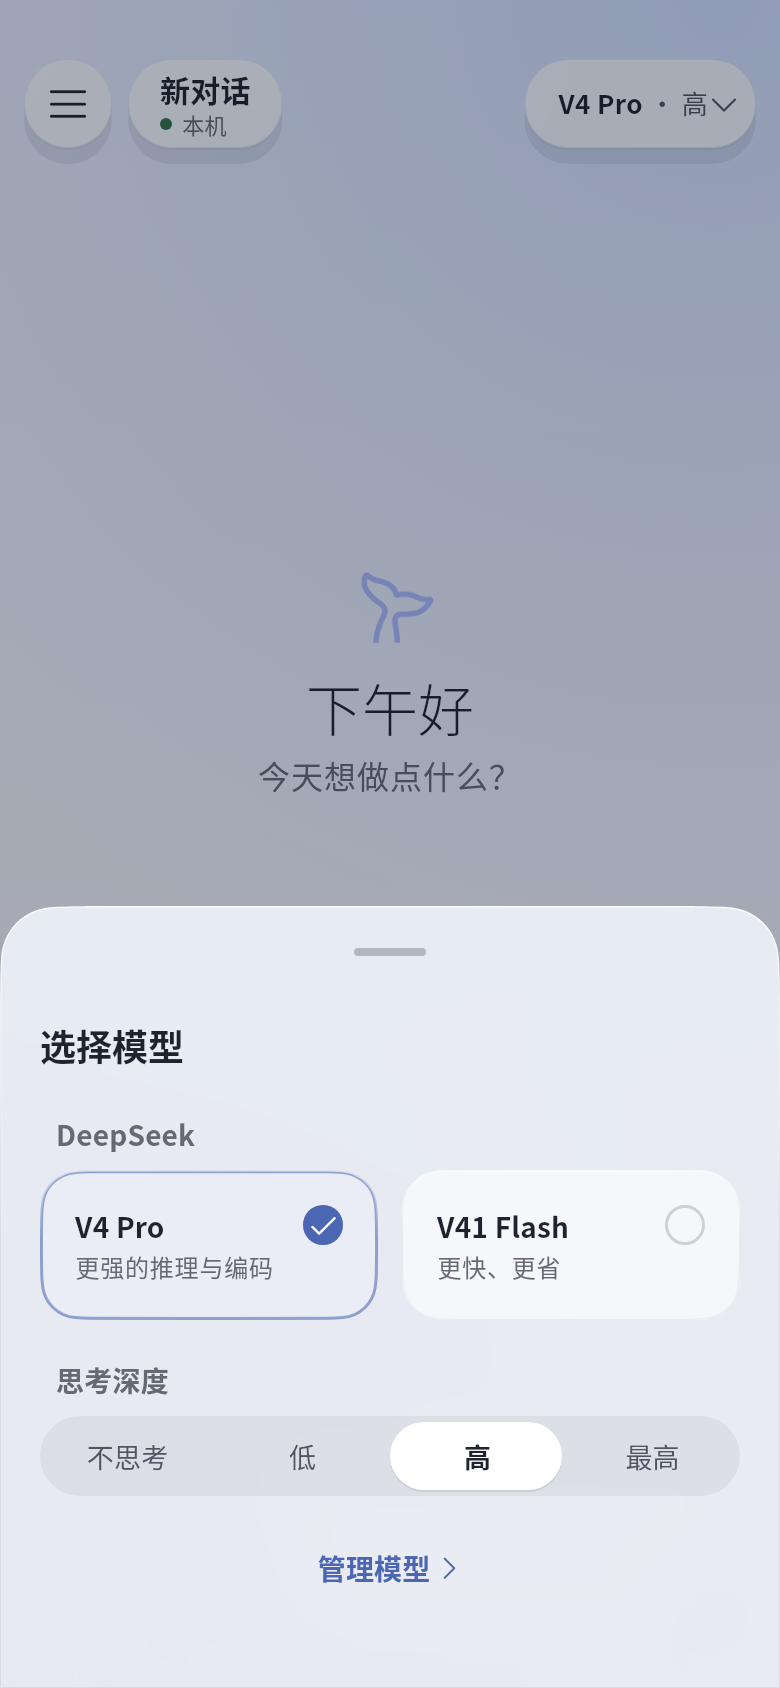 新对话
本机
V4 Pro · 高
下午好
今天想做点什么？
选择模型
DeepSeek
V4 Pro
更强的推理与编码
V41 Flash
更快、更省
思考深度
不思考 低 高 最高
管理模型